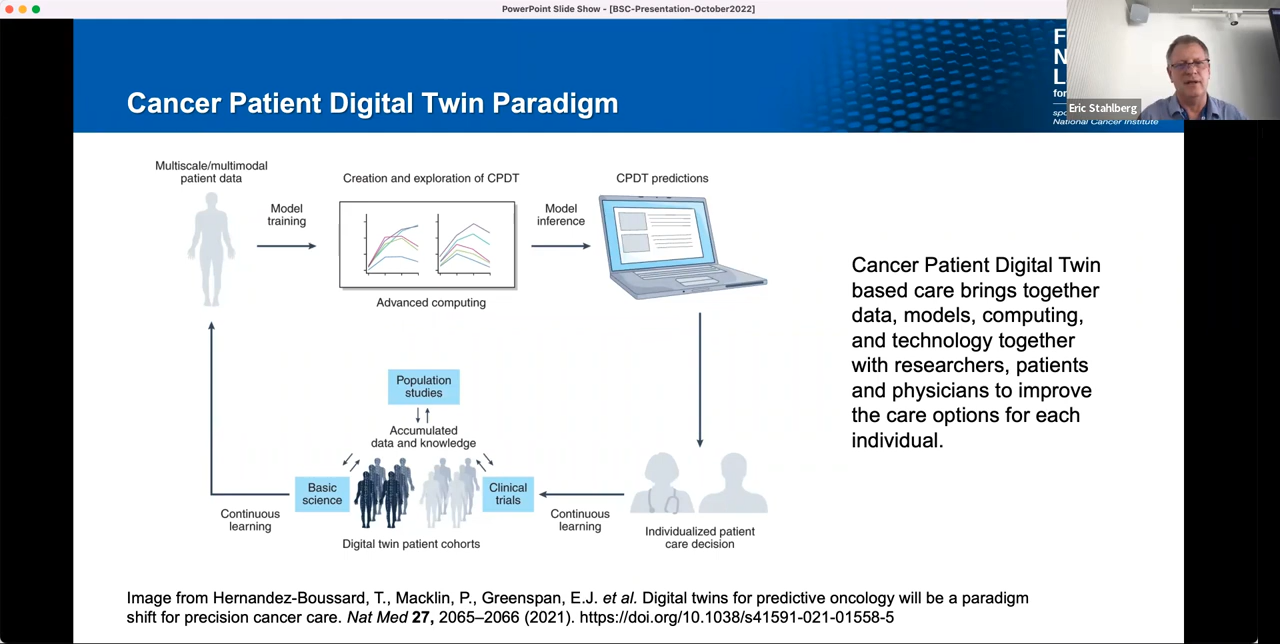 PowerPoint Slide Show - [BSC-Presentation-October2022]
Cancer Patient Digital Twin Paradigm
F
N
L
for
spo
National Cancer Institute
Eric Stahlberg
Multiscale/multimodal
patient data
Model
training
Creation and exploration of CPDT
Advanced computing
Model
inference
CPDT predictions
Cancer Patient Digital Twin
based care brings together
data, models, computing,
and technology together
with researchers, patients
and physicians to improve
the care options for each
individual.
Population
studies
Accumulated
data and knowledge
Basic
science
Clinical
trials
Continuous
learning
Digital twin patient cohorts
Continuous
learning
Individualized patient
care decision
Image from Hernandez-Boussard, T., Macklin, P., Greenspan, E.J. et al. Digital twins for predictive oncology will be a paradigm
shift for precision cancer care. Nat Med 27, 2065–2066 (2021). https://doi.org/10.1038/s41591-021-01558-5